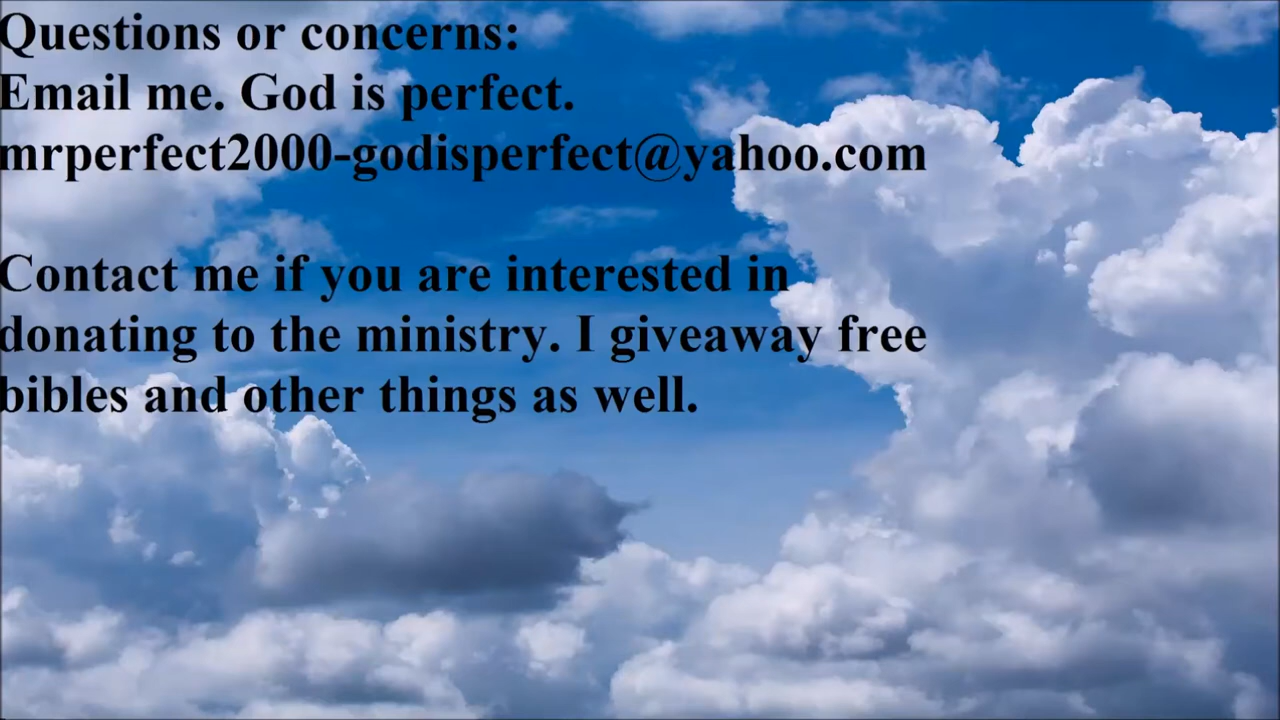 Questions or concerns:
Email me. God is perfect.
mrperfect2000-godisperfect@yahoo.com
Contact me if you are interested in
donating to the ministry. I giveaway free
bibles and other things as well.